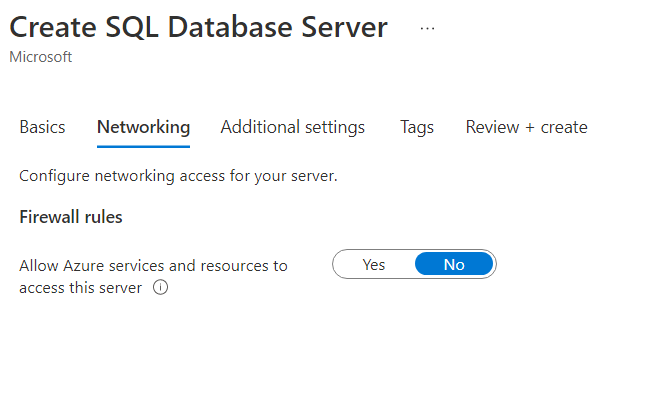 Create SQL Database Server ...
Microsoft
Basics Networking Additional settings Tags Review + create
Configure networking access for your server.
Firewall rules
Allow Azure services and resources to
access this server
Yes No